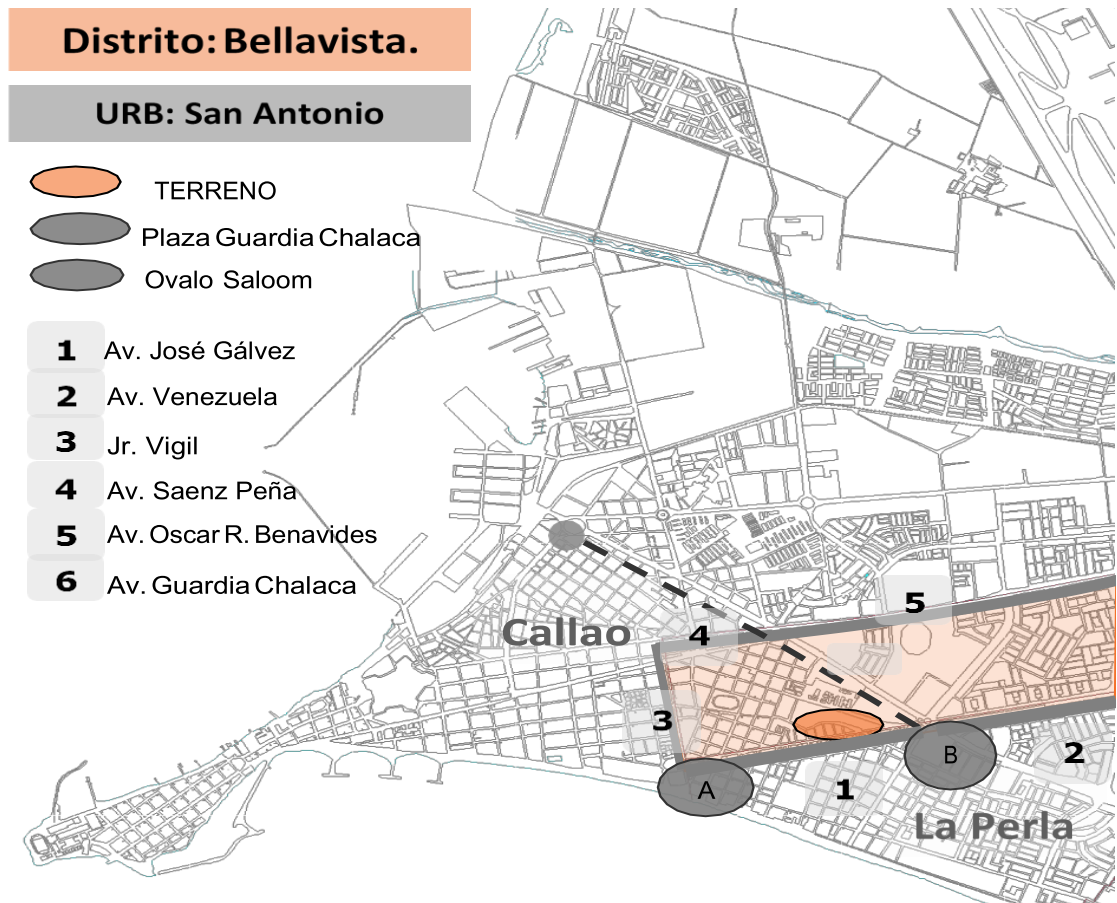 Distrito: Bellavista.
URB: San Antonio
TERRENO
Plaza Guardia Chalaca
Ovalo Saloom
1 Av. José Gálvez
2 Av. Venezuela
3 Jr. Vigil
4 Av. Saenz Peña
5 Av. Oscar R. Benavides
6 Av. Guardia Chalaca
5
Callao
4
3
B
2
A
1
La Perla